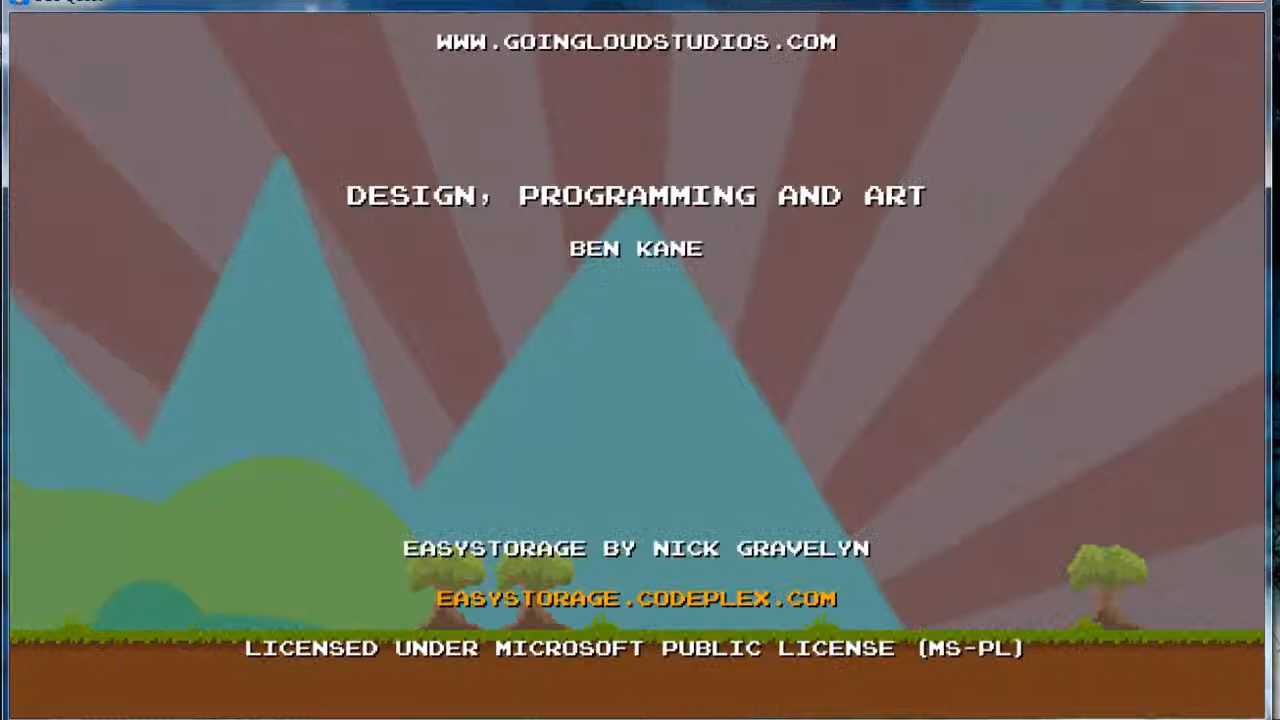 WWW.GOINGLOUDSTUDIOS.COM
DESIGN, PROGRAMMING AND ART
BEN KANE
EASYSTORAGE BY NICK GRAVELYN
EASYSTORAGE.CODEPLEX.COM
LICENSED UNDER MICROSOFT PUBLIC LICENSE (MS-PL)